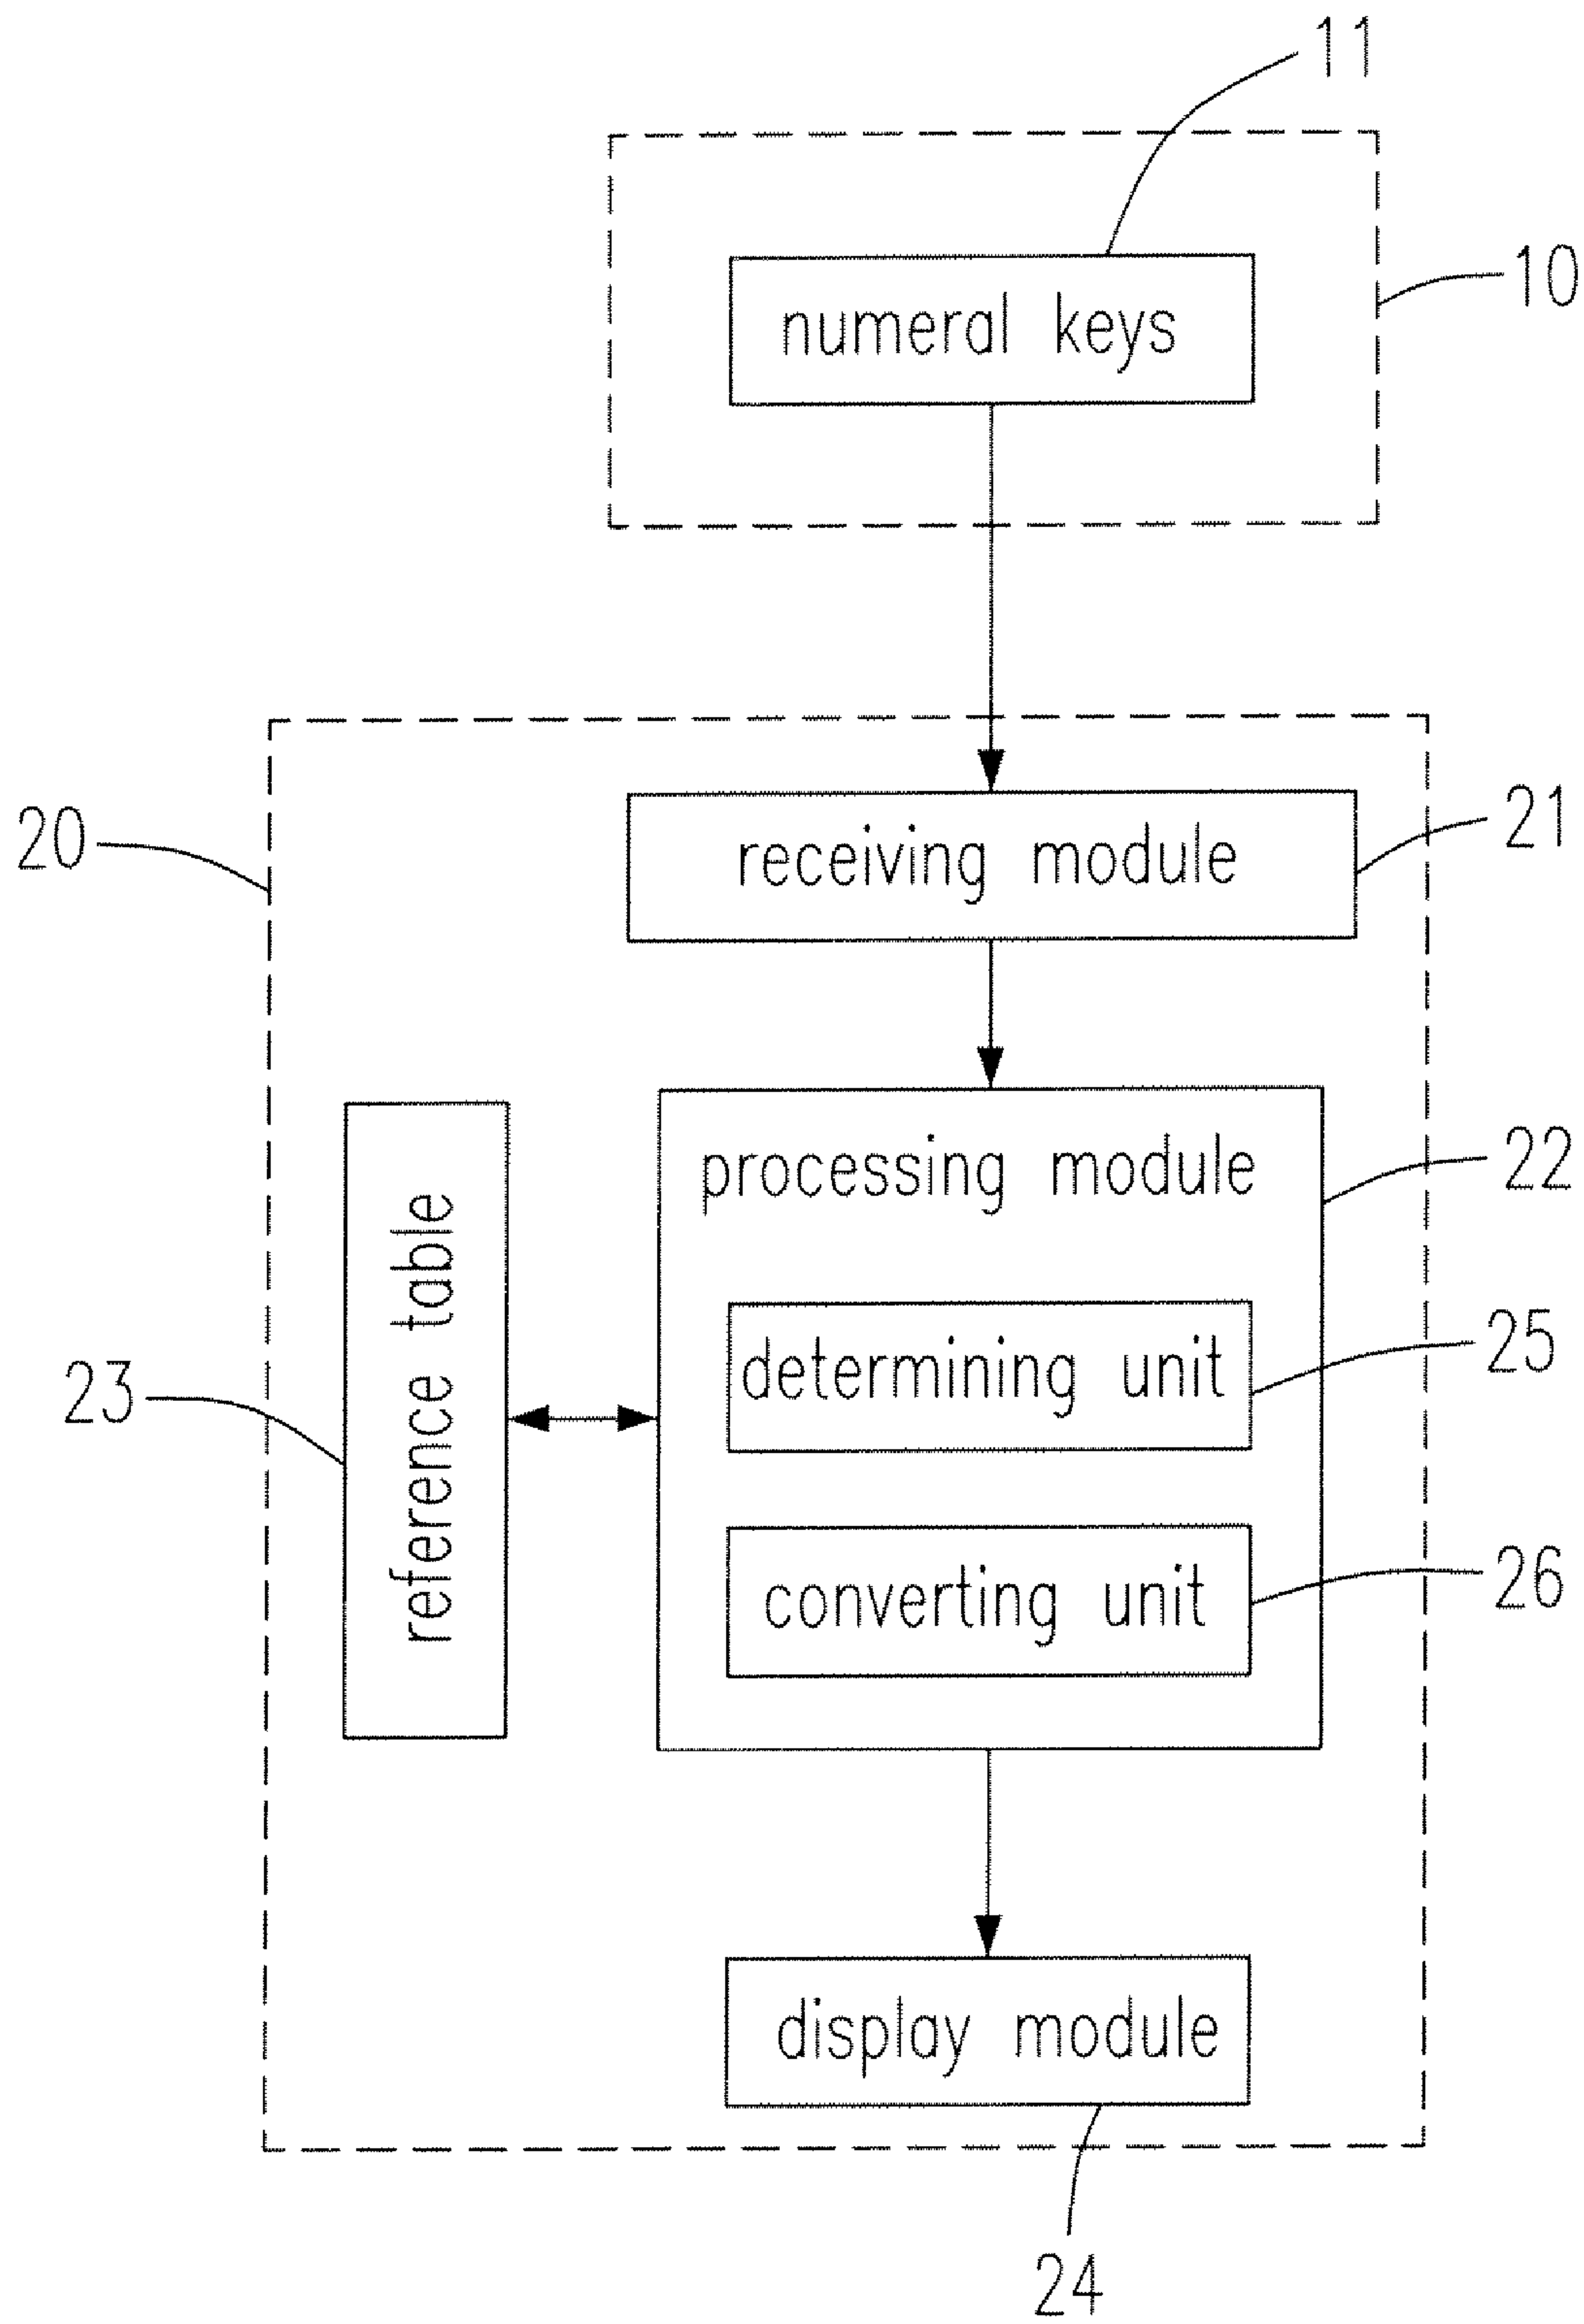 11
10
numeral keys
20
21
receiving module
22
processing module
reference table
23
25
determining unit
26
converting unit
display module
24